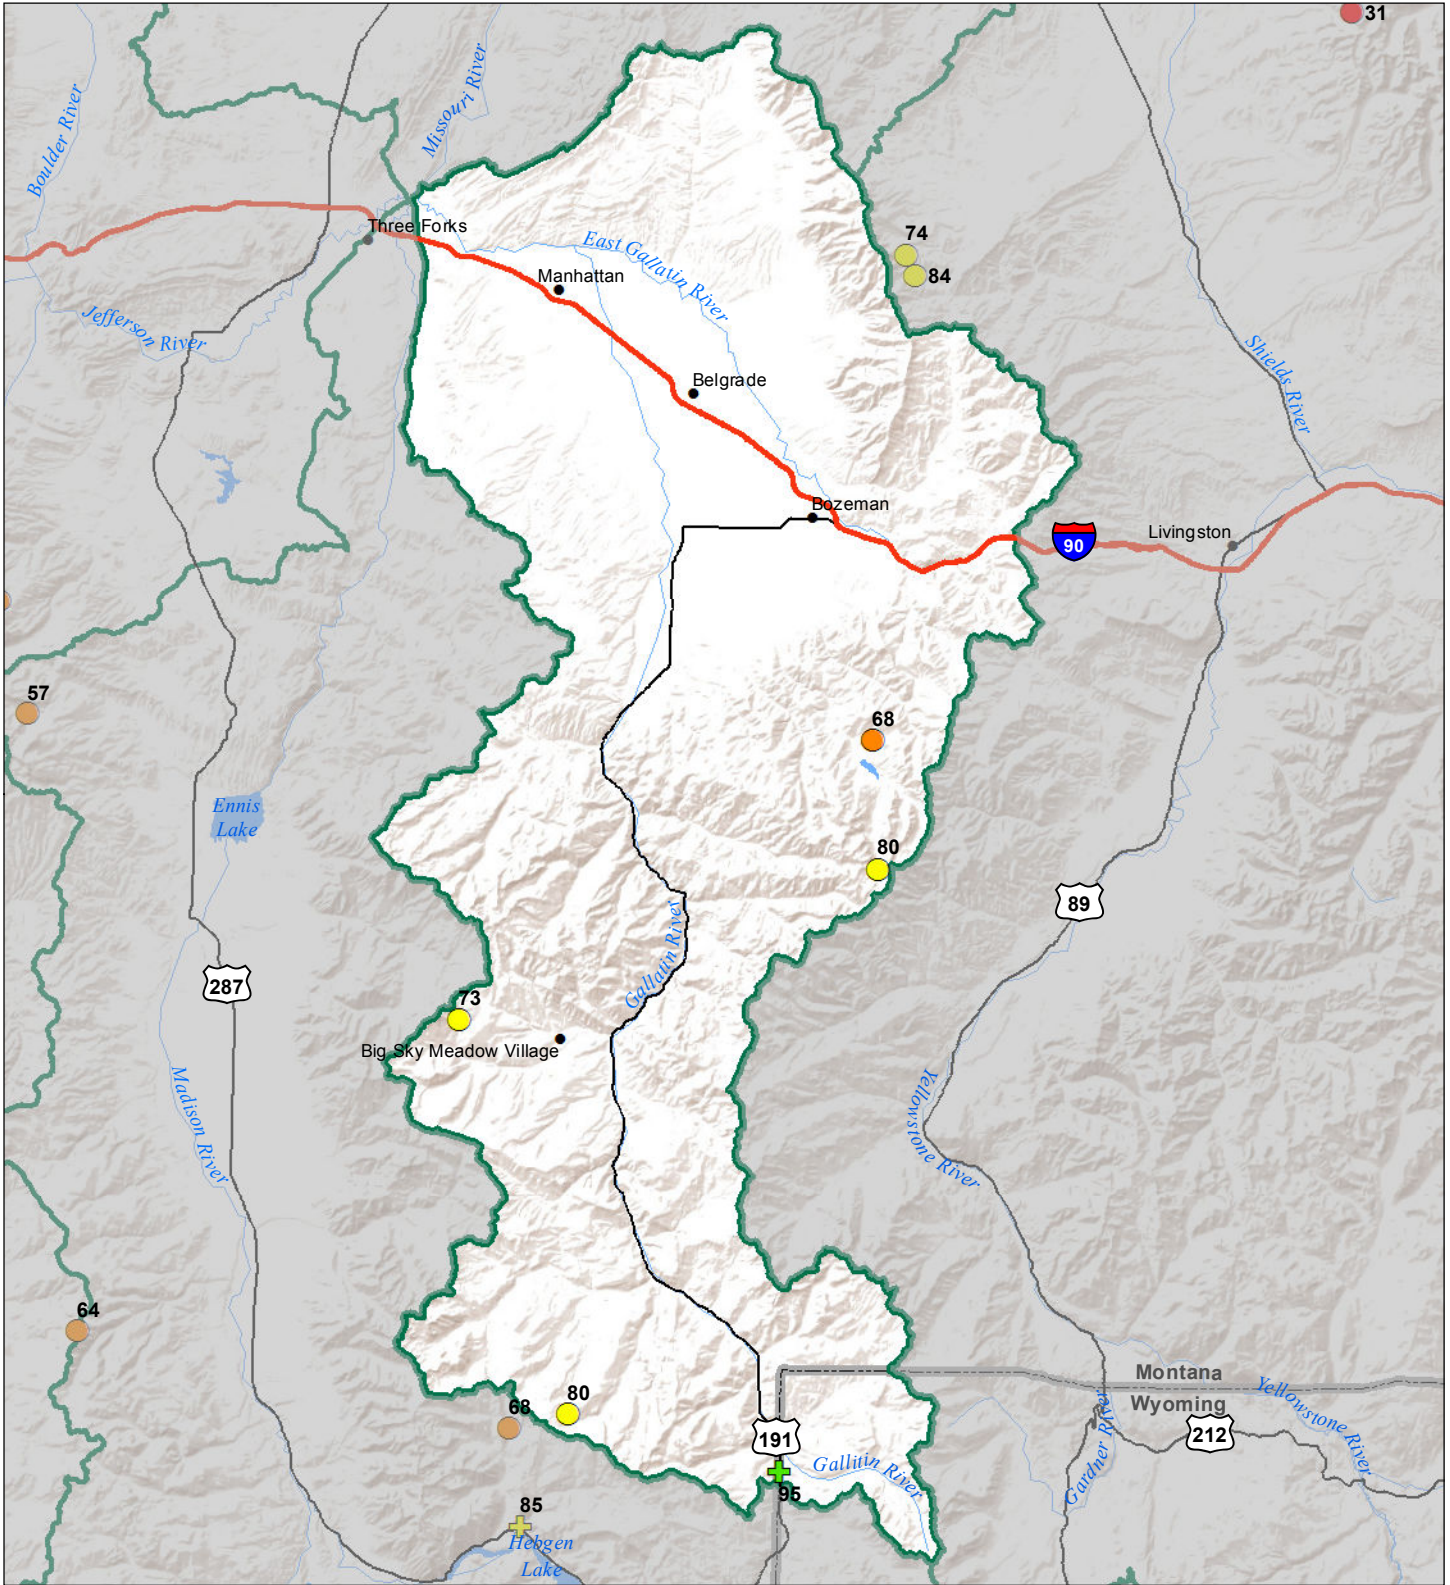 31
Missouri River
Boulder River
Three Forks
74
East Gallatin River
84
Manhattan
Jefferson River
Shields River
Belgrade
Bozeman
Livingston
90
57
68
Ennis
Lake
80
89
Gallatin River
287
73
Big Sky Meadow Village
Madison River
Yellowstone River
64
Montana
Wyoming
Yellowstone River
80
68
Gardner River
212
191
Gallitin River
95
85
Hebgen
Lake